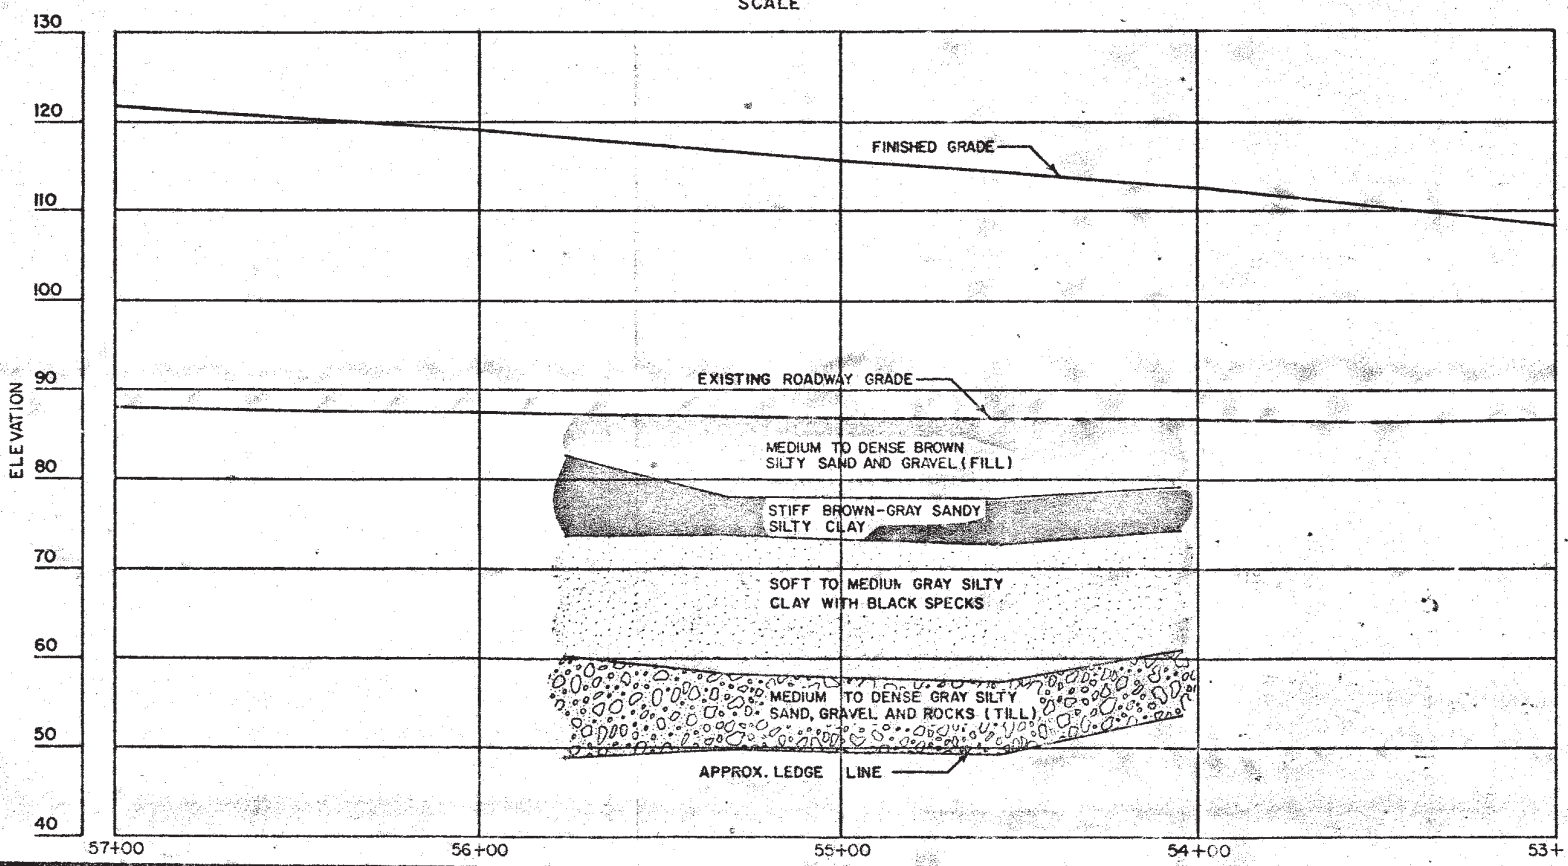 SCALE
130
120
110
100
90
80
70
60
50
40
ELEVATION
FINISHED GRADE
EXISTING ROADWAY GRADE
MEDIUM TO DENSE BROWN
SILTY SAND AND GRAVEL (FILL)
STIFF BROWN-GRAY SANDY
SILTY CLAY
SOFT TO MEDIUM GRAY SILTY
CLAY WITH BLACK SPECKS
MEDIUM TO DENSE GRAY SILTY
SAND, GRAVEL AND ROCKS (TILL)
APPROX. LEDGE LINE
57+00 56+00 55+00 54+00 53+